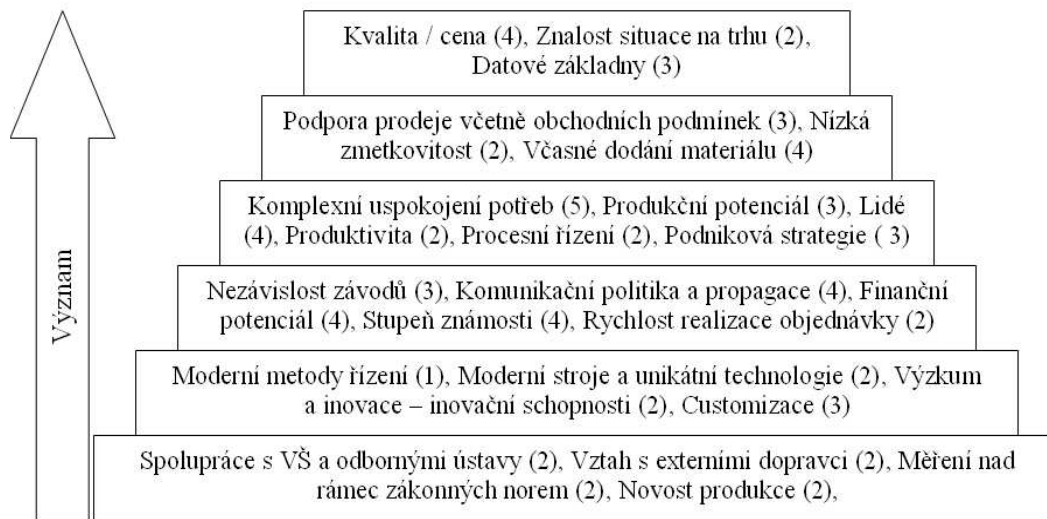 Kvalita / cena (4), Znalost situace na trhu (2),
Datové základny (3)
Podpora prodeje včetně obchodních podmínek (3), Nízká
zmetkovitost (2), Včasné dodání materiálu (4)
Komplexní uspokojení potřeb (5), Produkční potenciál (3), Lidé
(4), Produktivita (2), Procesní řízení (2), Podniková strategie ( 3)
Nezávislost závodů (3), Komunikační politika a propagace (4), Finanční
potenciál (4), Stupeň známosti (4), Rychlost realizace objednávky (2)
Moderní metody řízení (1), Moderní stroje a unikátní technologie (2), Výzkum
a inovace – inovační schopnosti (2), Customizace (3)
Spolupráce s VŠ a odbornými ústavy (2), Vztah s externími dopravci (2), Měření nad
rámec zákonných norem (2), Novost produkce (2),
Význam